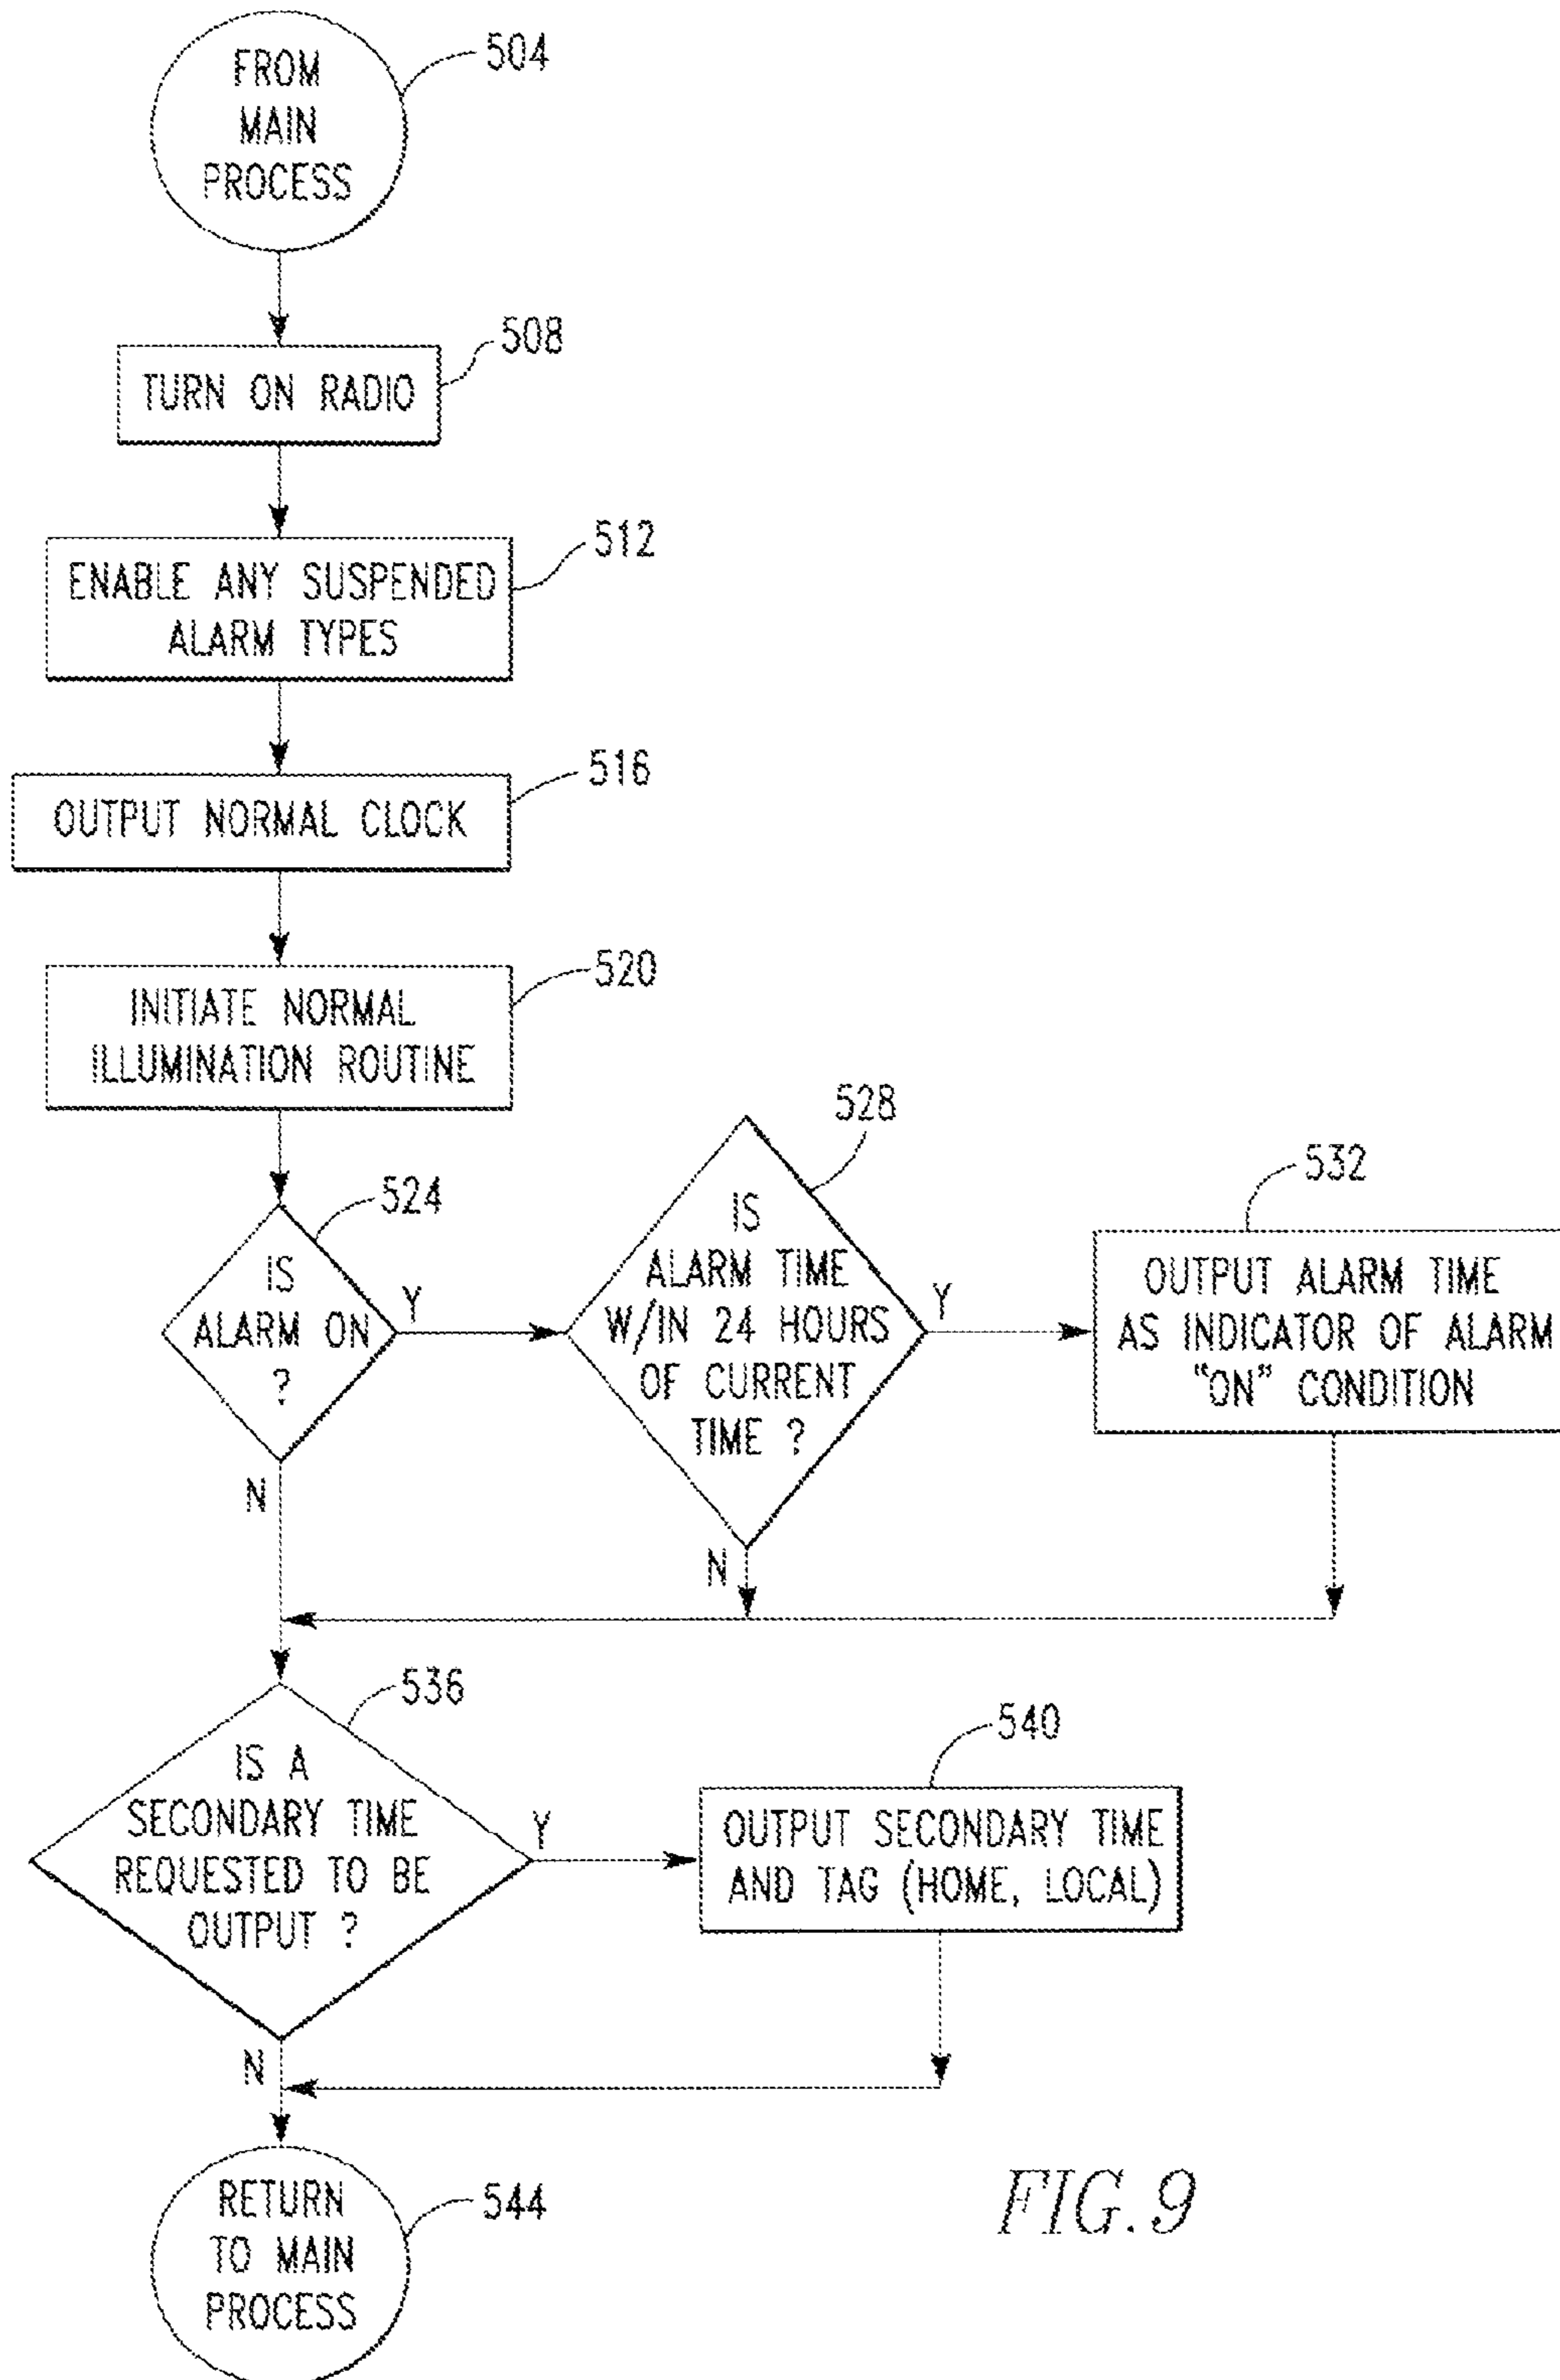 FROM
MAIN
PROCESS
504
TURN ON RADIO
508
ENABLE ANY SUSPENDED
ALARM TYPES
512
OUTPUT NORMAL CLOCK
516
INITIATE NORMAL
ILLUMINATION ROUTINE
520
IS
ALARM ON
?
524
Y
N
IS
ALARM TIME
W/IN 24 HOURS
OF CURRENT
TIME ?
528
Y
N
OUTPUT ALARM TIME
AS INDICATOR OF ALARM
“ON” CONDITION
532
IS A
SECONDARY TIME
REQUESTED TO BE
OUTPUT ?
536
Y
N
OUTPUT SECONDARY TIME
AND TAG (HOME, LOCAL)
540
RETURN
TO MAIN
PROCESS
544
FIG. 9